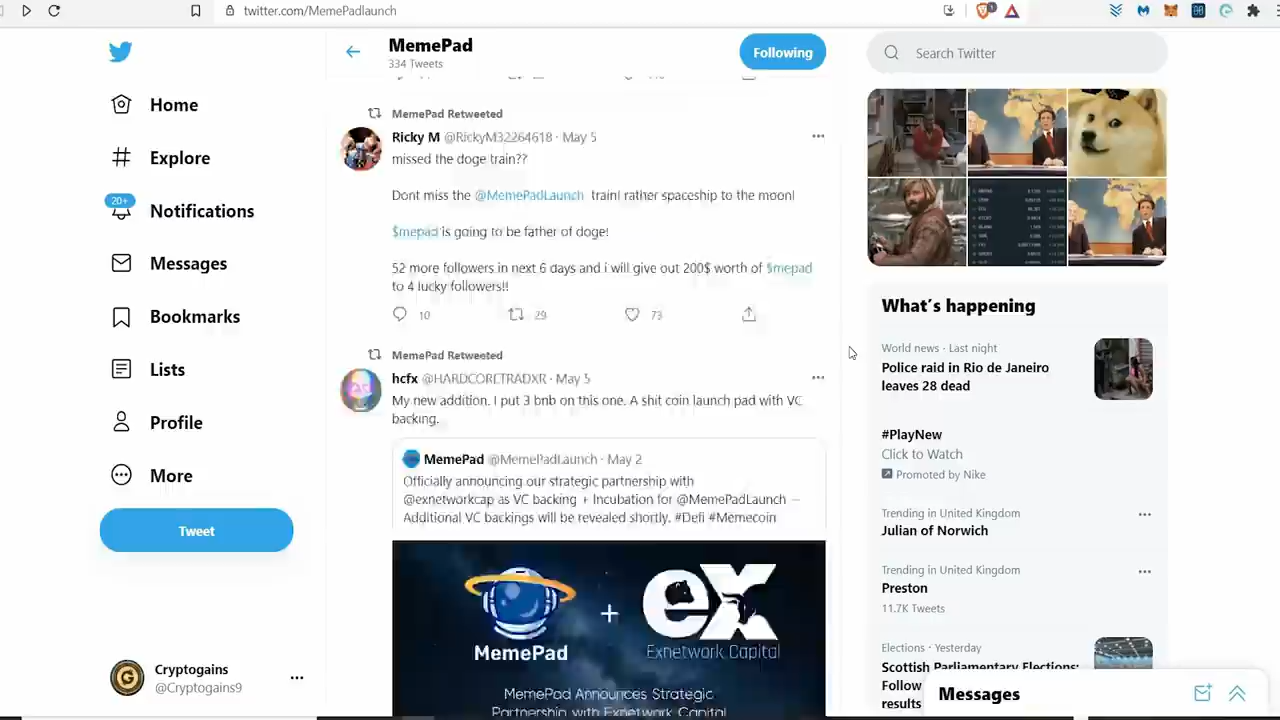 twitter.com/MemePadlaunch
Home
Explore
20+
Notifications
Messages
Bookmarks
Lists
Profile
More
Tweet
Cryptogains
@Cryptogains9
MemePad
334 Tweets
Following
MemePad Retweeted
Ricky M @RickyM32264618 · May 5
missed the doge train??
Dont miss the @MemePadLaunch train! rather spaceship to the moon!
$mepad is going to be father of doge!
52 more followers in next 6 days and i will give out 200$ worth of $mepad
to 4 lucky followers!!
10 29 73
MemePad Retweeted
hcfx @HARDCORETRADXR · May 5
My new addition. I put 3 bnb on this one. A shit coin launch pad with VC
backing.
MemePad @MemePadLaunch · May 2
Officially announcing our strategic partnership with
@exnetworkcap as VC backing + Incubation for @MemePadLaunch –
Additional VC backings will be revealed shortly. #Defi #Memecoin
MemePad + ex
Exnetwork Capital
MemePad Announces Strategic
Partnership with Exnetwork Capital
Search Twitter
What's happening
World news · Last night
Police raid in Rio de Janeiro
leaves 28 dead
#PlayNew
Click to Watch
Promoted by Nike
Trending in United Kingdom
Julian of Norwich
Trending in United Kingdom
Preston
11.7K Tweets
Elections · Yesterday
Scottish Parliamentary Elections:
Follow
results
Messages